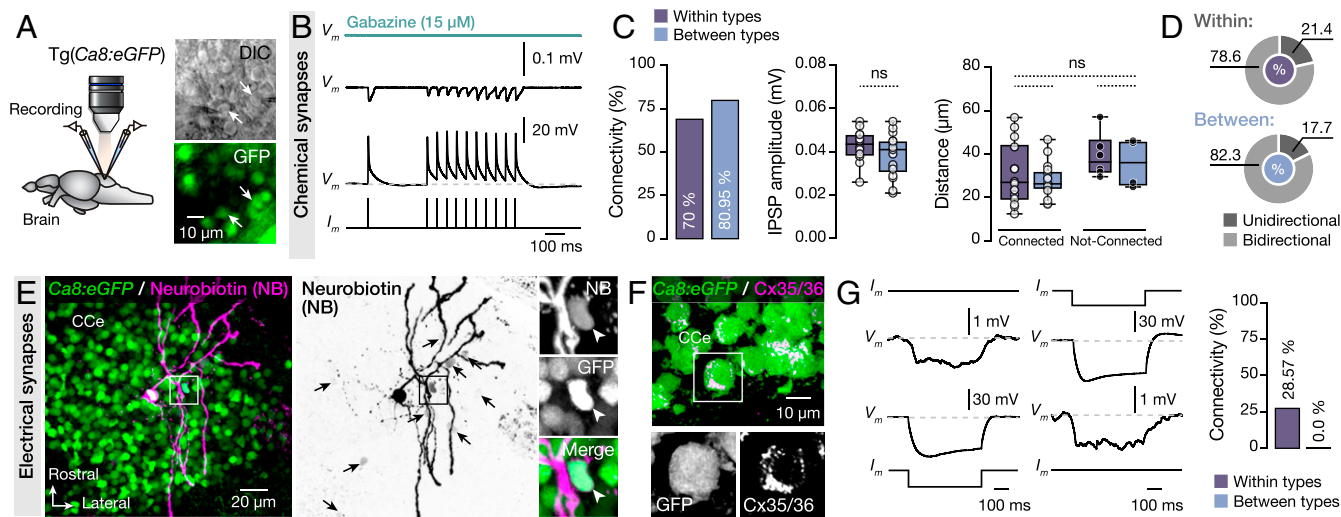 A
Tg(Ca8:eGFP)
Recording
Brain
DIC
GFP
10 µm
B
Chemical synapses
Gabazine (15 µM)
Vm
Vm
0.1 mV
20 mV
Vm
Im
100 ms
C
Within types
Between types
Connectivity (%)
100
75
50
25
0
70 %
80.95 %
IPSP amplitude (mV)
0.08
0.06
0.04
0.02
0.00
ns
Distance (µm)
80
60
40
20
0
ns
Connected
Not-Connected
D
Within:
21.4
78.6
%
Between:
17.7
82.3
%
Unidirectional
Bidirectional
E
Electrical synapses
Ca8:eGFP / Neurobiotin (NB)
CCe
Rostral
Lateral
20 µm
Neurobiotin
(NB)
NB
GFP
Merge
F
Ca8:eGFP / Cx35/36
CCe
10 µm
GFP
Cx35/36
G
Im
Vm
1 mV
30 mV
Vm
30 mV
1 mV
Im
100 ms
100 ms
Im
Vm
Vm
Im
Connectivity (%)
100
75
50
25
0
28.57 %
0.0 %
Within types
Between types